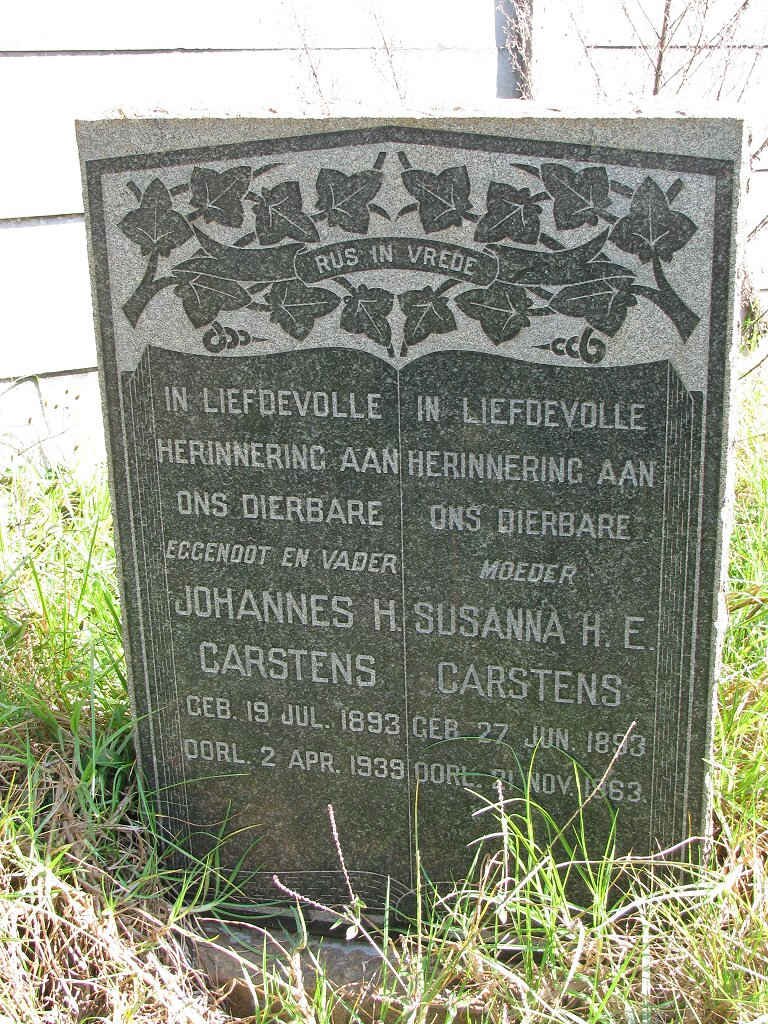 RUS IN VREDE
IN LIEFDEVOLLE
HERINNERING AAN
ONS DIERBARE
EGGENOOT EN VADER
JOHANNES H.
CARSTENS
GEB. 19 JUL. 1893
OORL. 2 APR. 1939
IN LIEFDEVOLLE
HERINNERING AAN
ONS DIERBARE
MOEDER
SUSANNA H. E.
CARSTENS
GEB. 27 JUN. 1893
OORL. 21 NOV. 1963.